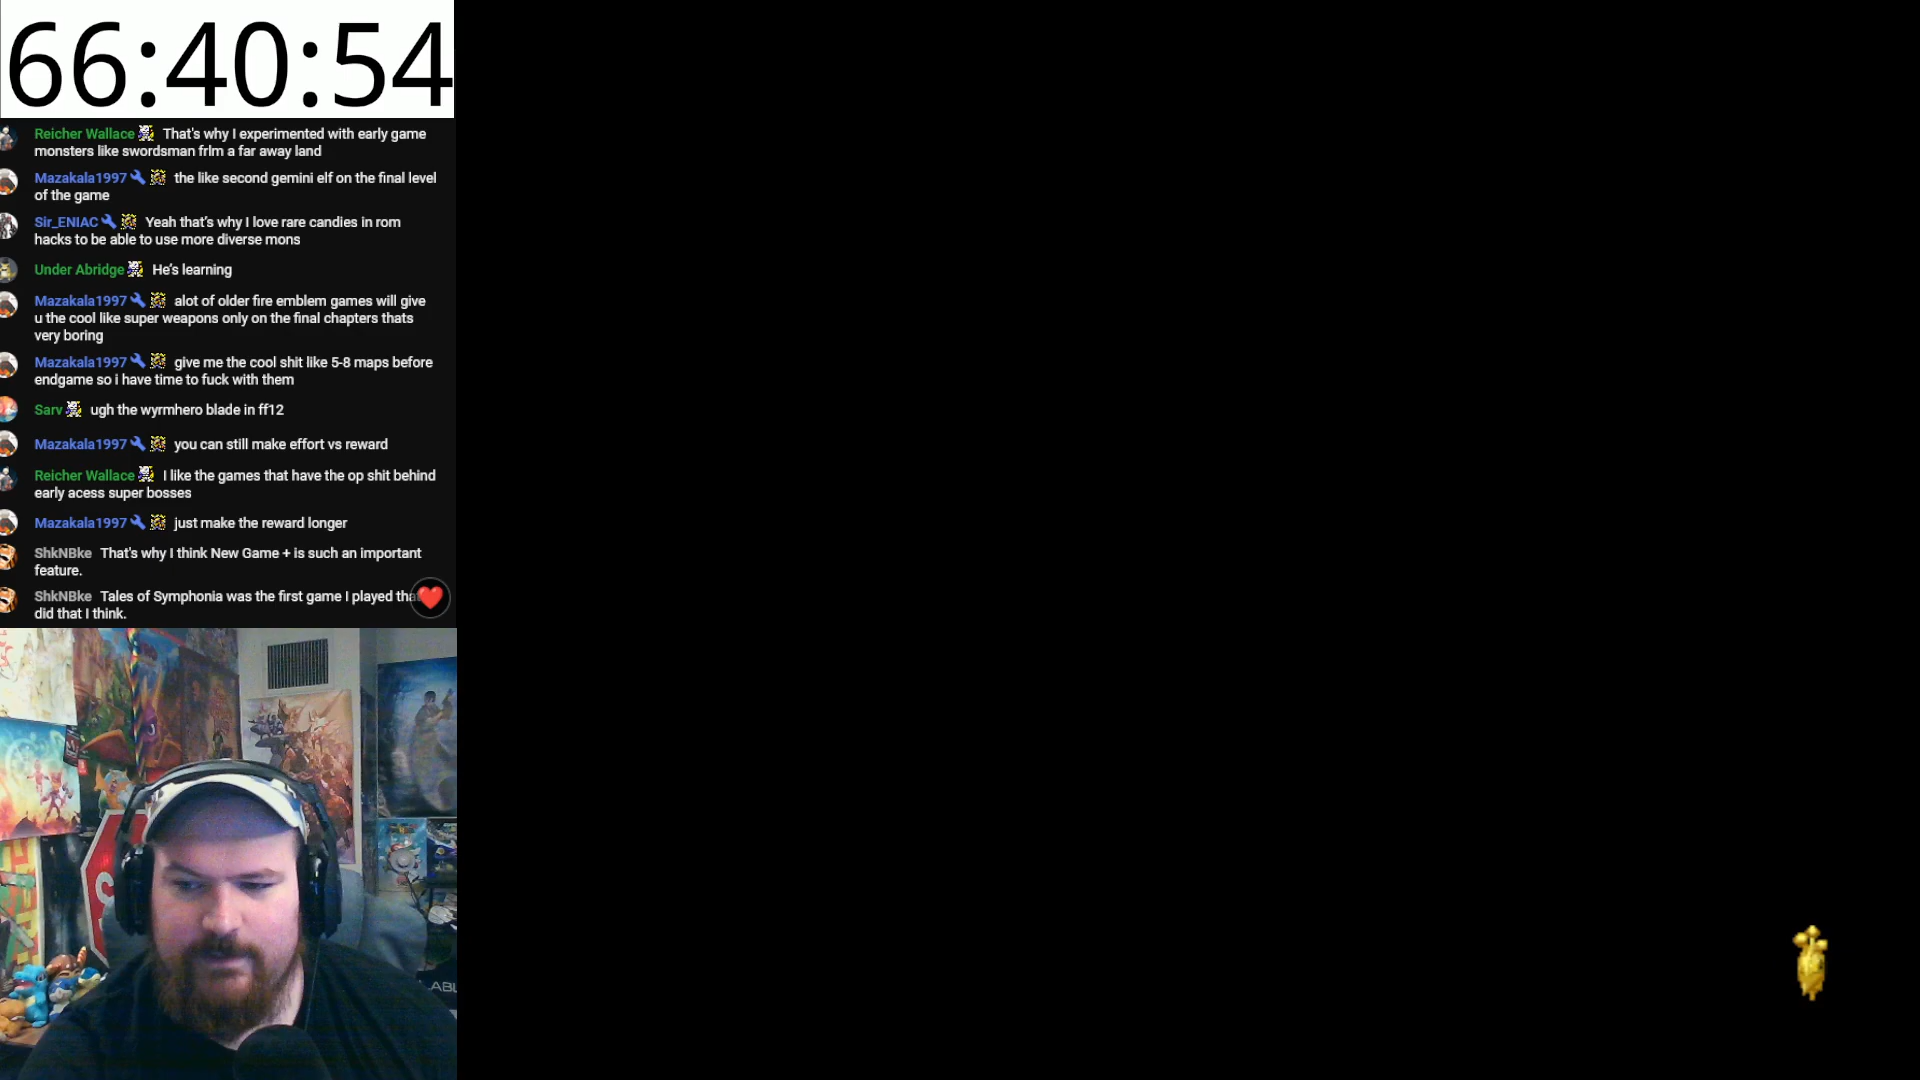 66:40:54
Reicher Wallace That's why I experimented with early game
monsters like swordsman frlm a far away land
Mazakala1997 the like second gemini elf on the final level
of the game
Sir_ENIAC Yeah that's why I love rare candies in rom
hacks to be able to use more diverse mons
Under Abridge He's learning
Mazakala1997 alot of older fire emblem games will give
u the cool like super weapons only on the final chapters thats
very boring
Mazakala1997 give me the cool shit like 5-8 maps before
endgame so i have time to fuck with them
Sarv ugh the wyrmhero blade in ff12
Mazakala1997 you can still make effort vs reward
Reicher Wallace I like the games that have the op shit behind
early acess super bosses
Mazakala1997 just make the reward longer
ShkNBke That's why I think New Game + is such an important
feature.
ShkNBke Tales of Symphonia was the first game I played
did that I think.